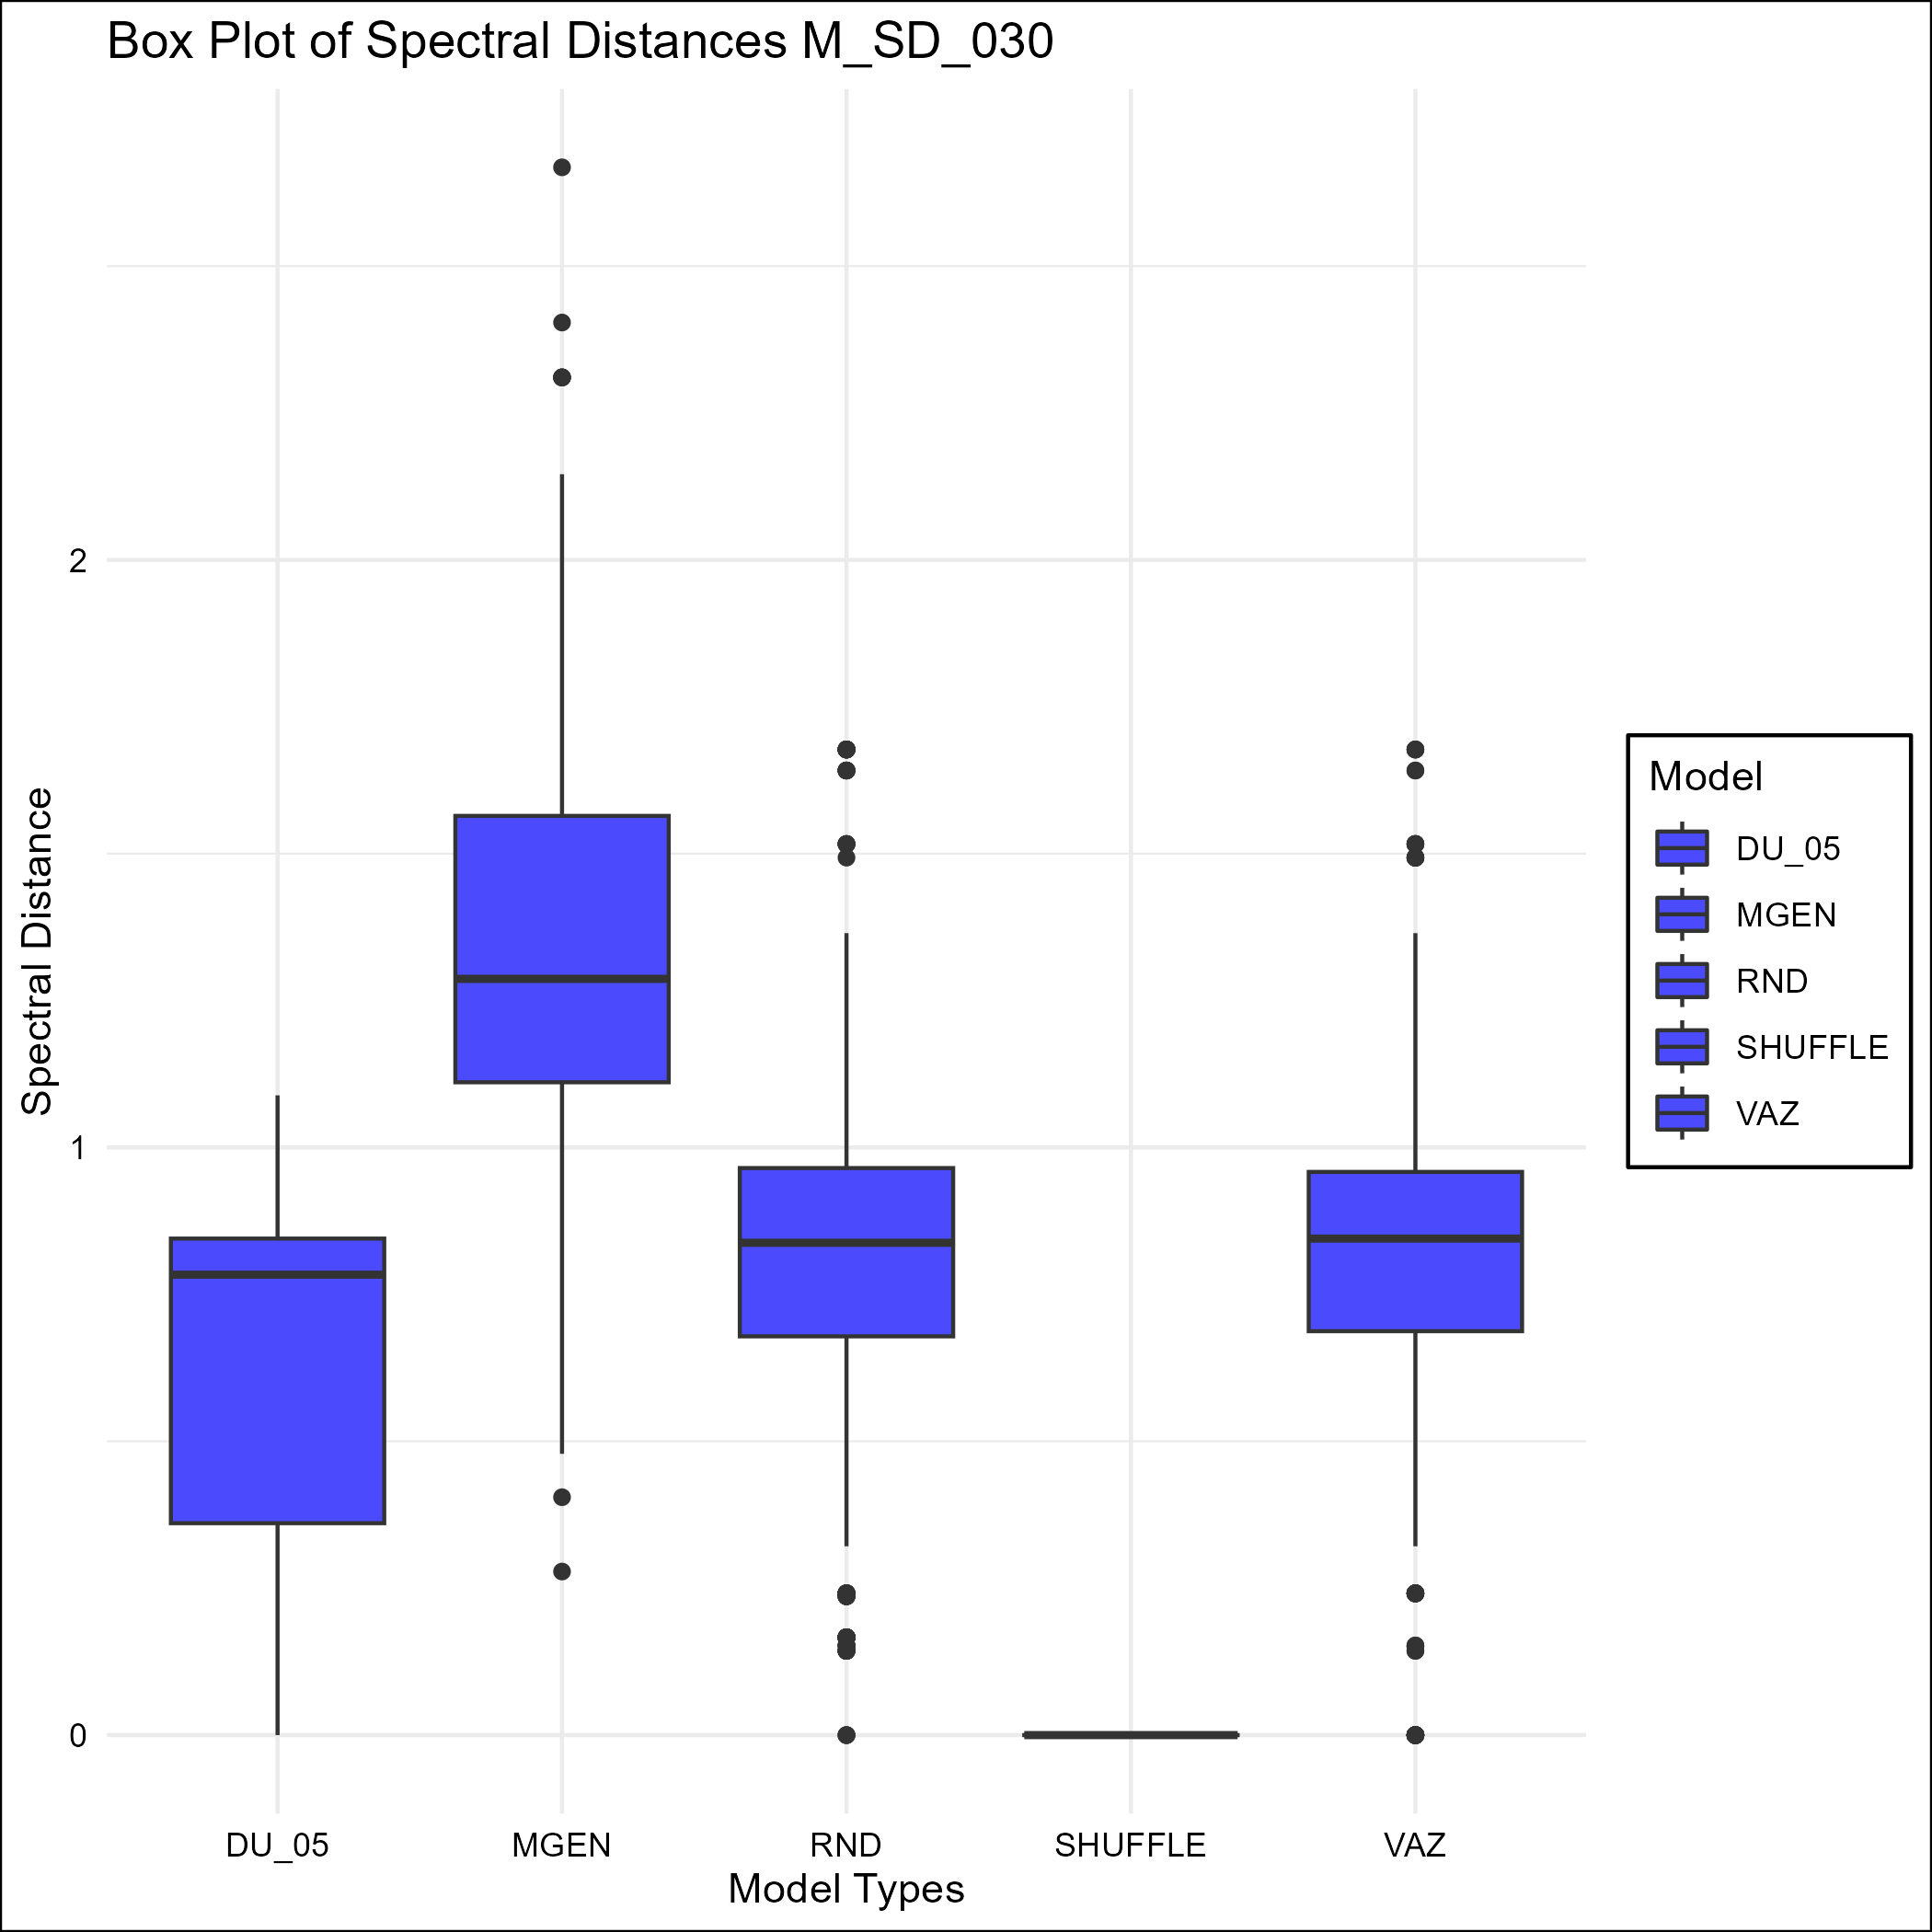 Box Plot of Spectral Distances M_SD_030
Spectral Distance
2
1
0
DU_05 MGEN RND SHUFFLE VAZ
Model Types
Model
DU_05
MGEN
RND
SHUFFLE
VAZ